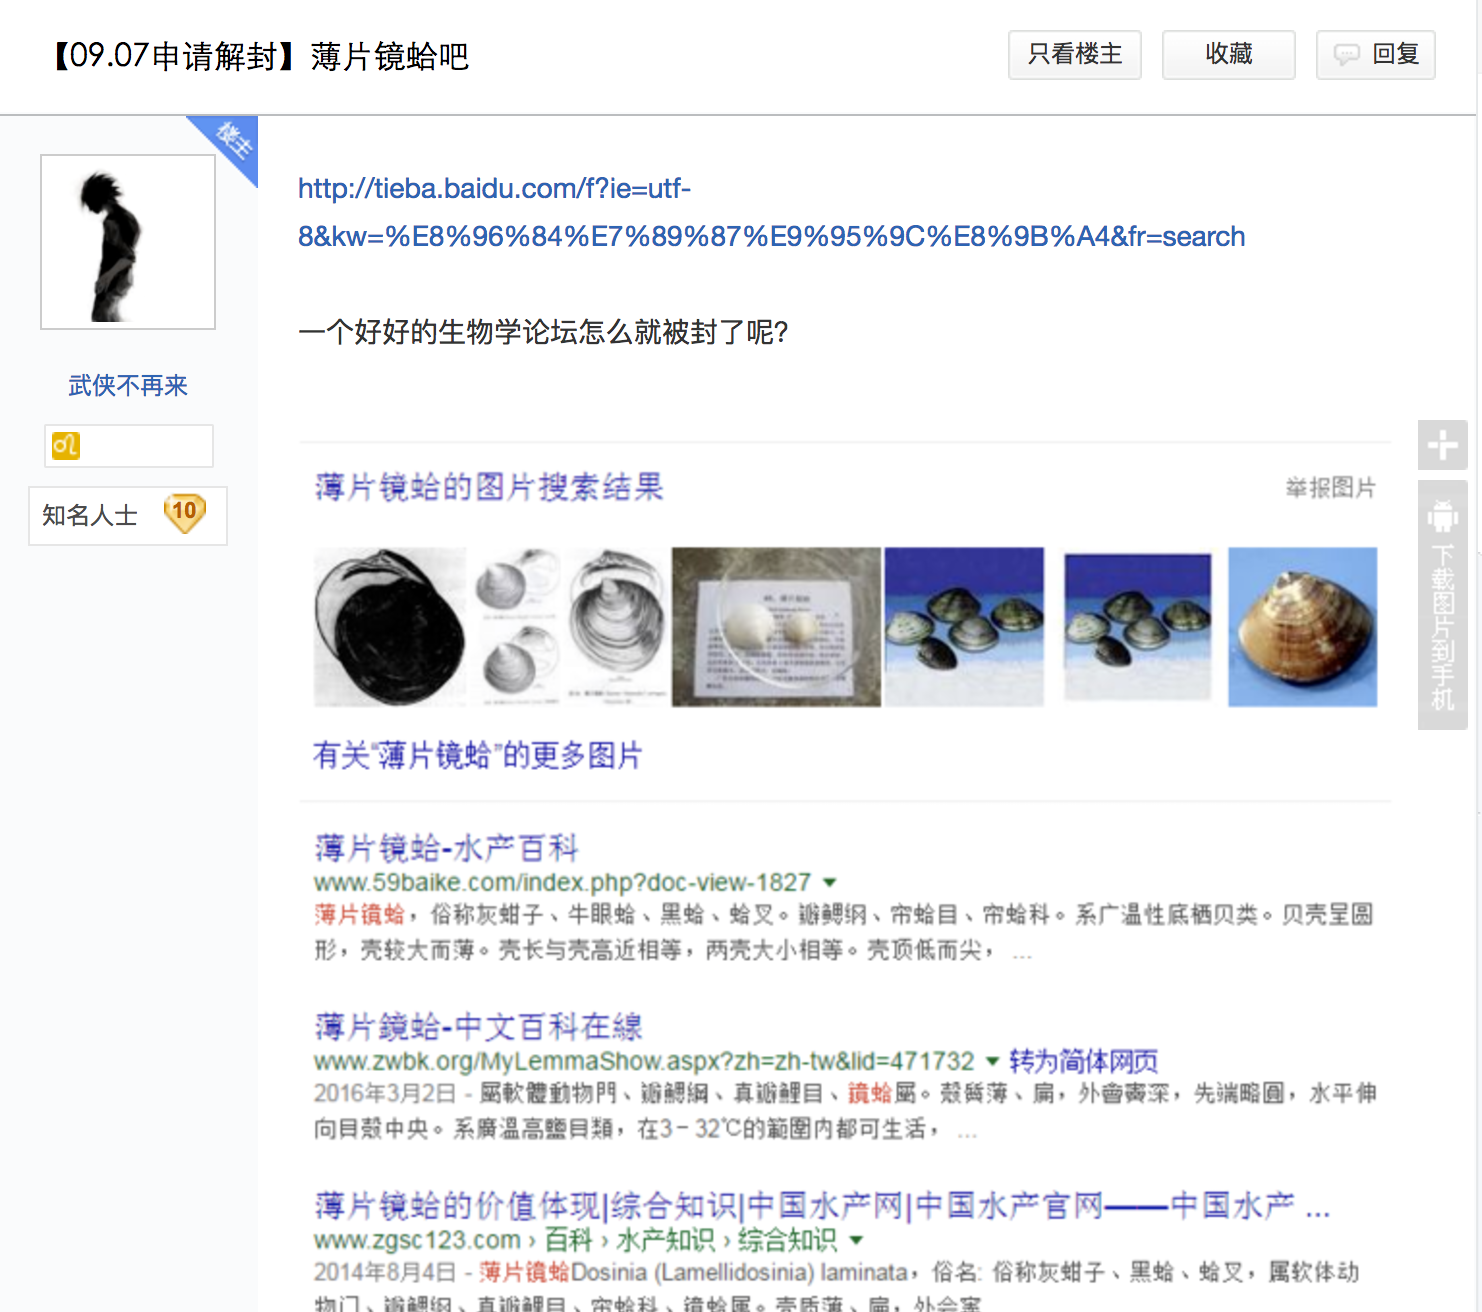 【09.07申请解封】薄片镜蛤吧
只看楼主
收藏
回复
楼主
武侠不再来
知名人士
10
http://tieba.baidu.com/f?ie=utf-
8&kw=%E8%96%84%E7%89%87%E9%95%9C%E8%9B%A4&fr=search
一个好好的生物学论坛怎么就被封了呢?
薄片镜蛤的图片搜索结果
举报图片
有关“薄片镜蛤”的更多图片
薄片镜蛤-水产百科
www.59baike.com/index.php?doc-view-1827
薄片镜蛤，俗称灰蚶子、牛眼蛤、黑蛤、蛤叉。瓣鳃纲、帘蛤目、帘蛤科。系广温性底栖贝类。贝壳呈圆
形，壳较大而薄。壳长与壳高近相等，两壳大小相等。壳顶低而尖， ...
薄片鏡蛤-中文百科在線
www.zwbk.org/MyLemmaShow.aspx?zh=zh-tw&lid=471732 转为简体网页
2016年3月2日 - 屬軟體動物門、瓣鰓綱、真瓣鰓目、鏡蛤屬。殼質薄、扁，外，先端略圓，水平伸
向目殼中央。系廣溫高鹽貝類，在3－32℃的範圍内都可生活， ...
薄片镜蛤的价值体现|综合知识|中国水产网|中国水产官网——中国水产 ...
www.zgsc123.com › 百科 › 水产知识 › 综合知识
2014年8月4日 - 薄片镜蛤Dosinia (Lamellidosinia) laminata，俗名: 俗称灰蚶子、黑蛤、蛤叉，属软体动
物门、瓣鳃纲、真瓣鳃目、帘蛤科、镜蛤属。壳质薄、扁，外
下载图片到手机